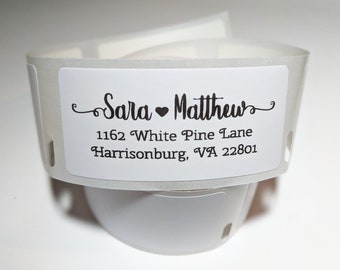 Sara ♥ Matthew
1162 White Pine Lane
Harrisonburg, VA 22801